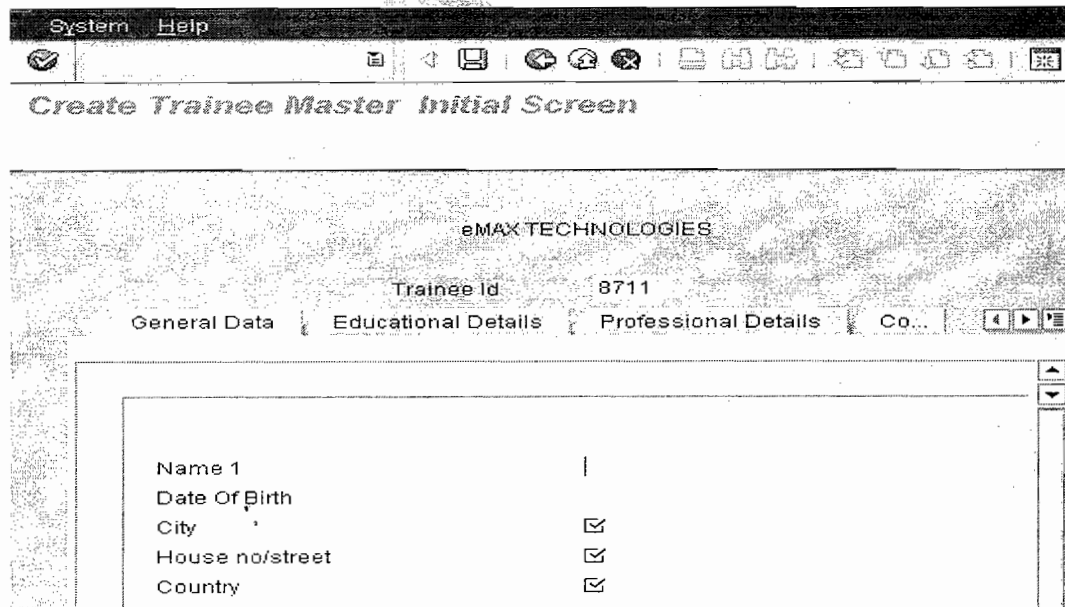 System Help
Create Trainee Master Initial Screen
eMAX TECHNOLOGIES
Trainee Id 8711
General Data Educational Details Professional Details Co...
Name 1
Date Of Birth
City
House no/street
Country